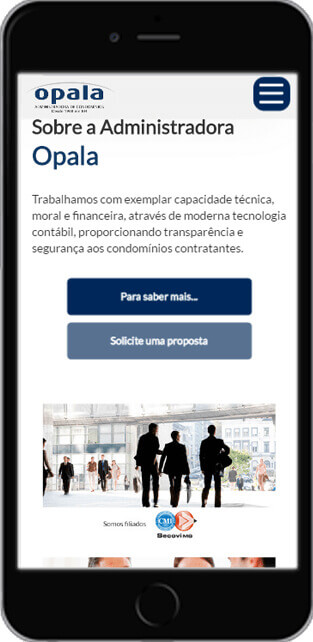 opala
Sobre a Administradora
Opala
Trabalhamos com exemplar capacidade técnica,
moral e financeira, através de moderna tecnologia
contábil, proporcionando transparência e
segurança aos condomínios contratantes.
Para saber mais...
Solicite uma proposta
Somos filiados
CMI
Secovi MG